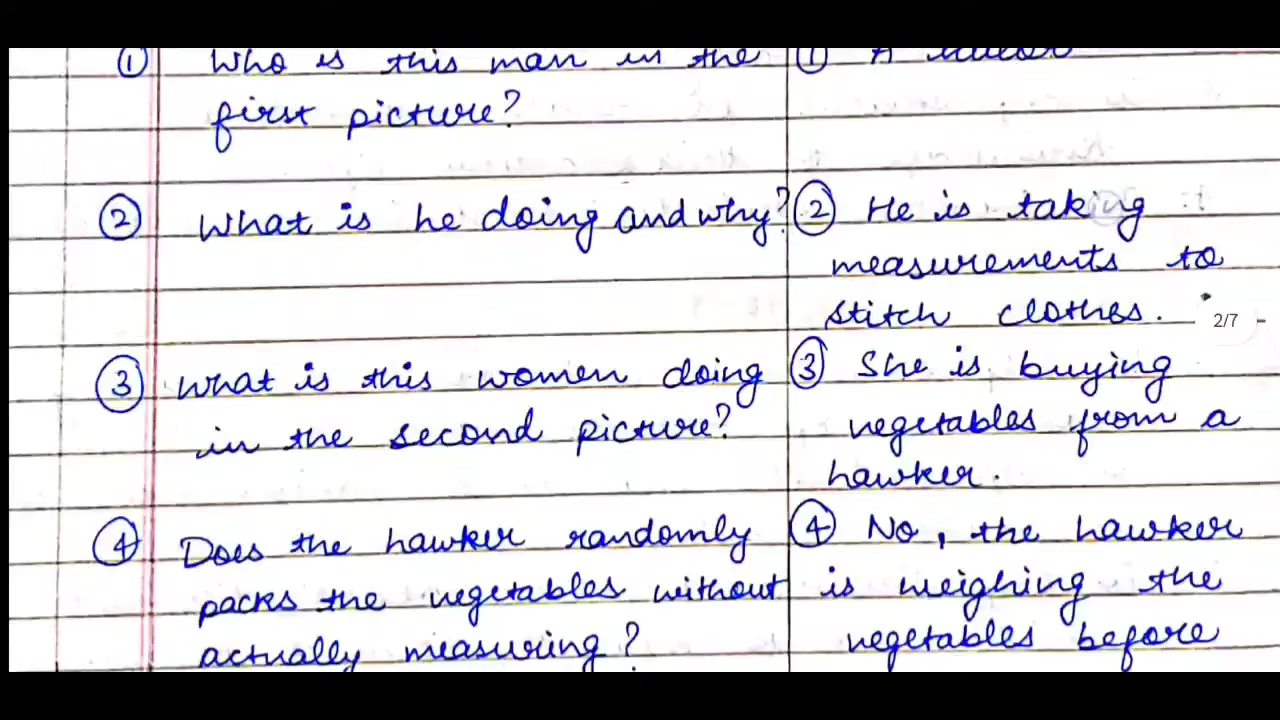 ① Who is this man in the
first picture?
① A
② What is he doing and why?
② He is taking
measurements to
stitch clothes.
2/7
③ What is this women doing
in the second picture?
③ She is buying
vegetables from a
hawker.
④ Does the hawker randomly
packs the vegetables without
actually measuring?
④ No, the hawker
is weighing the
vegetables before